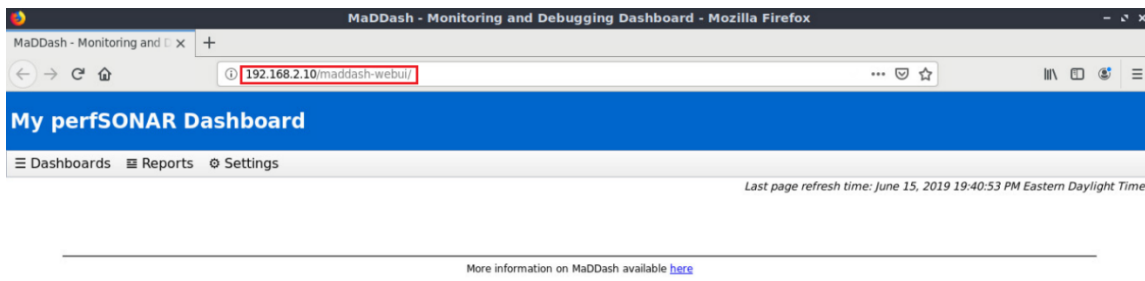 MaDDash - Monitoring and Debugging Dashboard - Mozilla Firefox
MaDDash - Monitoring and D
192.168.2.10/maddash-webui/
My perfSONAR Dashboard
Dashboards Reports Settings
Last page refresh time: June 15, 2019 19:40:53 PM Eastern Daylight Time
More information on MaDDash available here